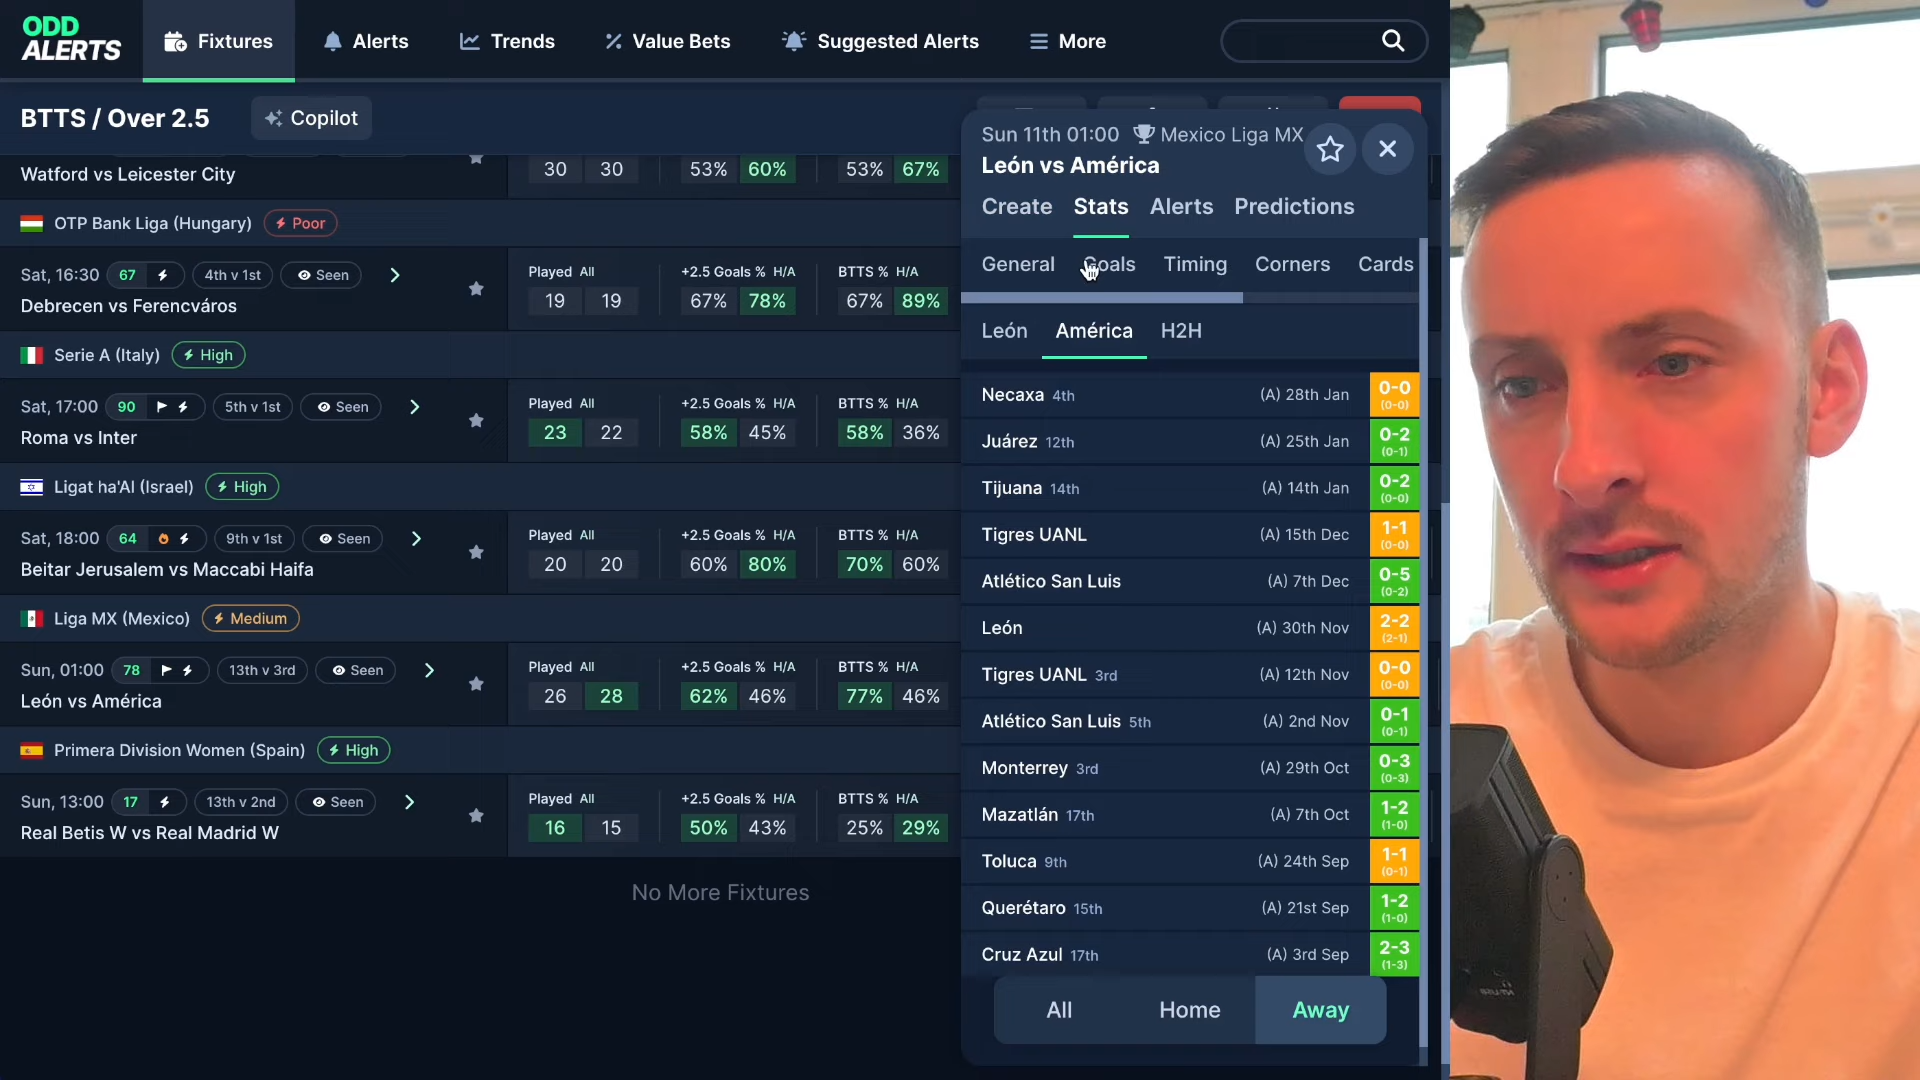 ODD
ALERTS
Fixtures
Alerts
Trends
Value Bets
Suggested Alerts
More
BTTS / Over 2.5
Copilot
Watford vs Leicester City
30 30 53% 60% 53% 67%
OTP Bank Liga (Hungary) Poor
Sat, 16:30 67 4th v 1st Seen
Debrecen vs Ferencváros
Played All +2.5 Goals % H/A BTTS % H/A
19 19 67% 78% 67% 89%
Serie A (Italy) High
Sat, 17:00 90 5th v 1st Seen
Roma vs Inter
Played All +2.5 Goals % H/A BTTS % H/A
23 22 58% 45% 58% 36%
Ligat ha'Al (Israel) High
Sat, 18:00 64 9th v 1st Seen
Beitar Jerusalem vs Maccabi Haifa
Played All +2.5 Goals % H/A BTTS % H/A
20 20 60% 80% 70% 60%
Liga MX (Mexico) Medium
Sun, 01:00 78 13th v 3rd Seen
León vs América
Played All +2.5 Goals % H/A BTTS % H/A
26 28 62% 46% 77% 46%
Primera Division Women (Spain) High
Sun, 13:00 17 13th v 2nd Seen
Real Betis W vs Real Madrid W
Played All +2.5 Goals % H/A BTTS % H/A
16 15 50% 43% 25% 29%
No More Fixtures
Sun 11th 01:00 Mexico Liga MX
León vs América
Create Stats Alerts Predictions
General Goals Timing Corners Cards
León América H2H
Necaxa 4th (A) 28th Jan 0-0 (0-0)
Juárez 12th (A) 25th Jan 0-2 (0-1)
Tijuana 14th (A) 14th Jan 0-2 (0-0)
Tigres UANL (A) 15th Dec 1-1 (0-0)
Atlético San Luis (A) 7th Dec 0-5 (0-2)
León (A) 30th Nov 2-2 (2-1)
Tigres UANL 3rd (A) 12th Nov 0-0 (0-0)
Atlético San Luis 5th (A) 2nd Nov 0-1 (0-1)
Monterrey 3rd (A) 29th Oct 0-3 (0-3)
Mazatlán 17th (A) 7th Oct 1-2 (1-0)
Toluca 9th (A) 24th Sep 1-1 (0-1)
Querétaro 15th (A) 21st Sep 1-2 (1-0)
Cruz Azul 17th (A) 3rd Sep 2-3 (1-3)
All Home Away